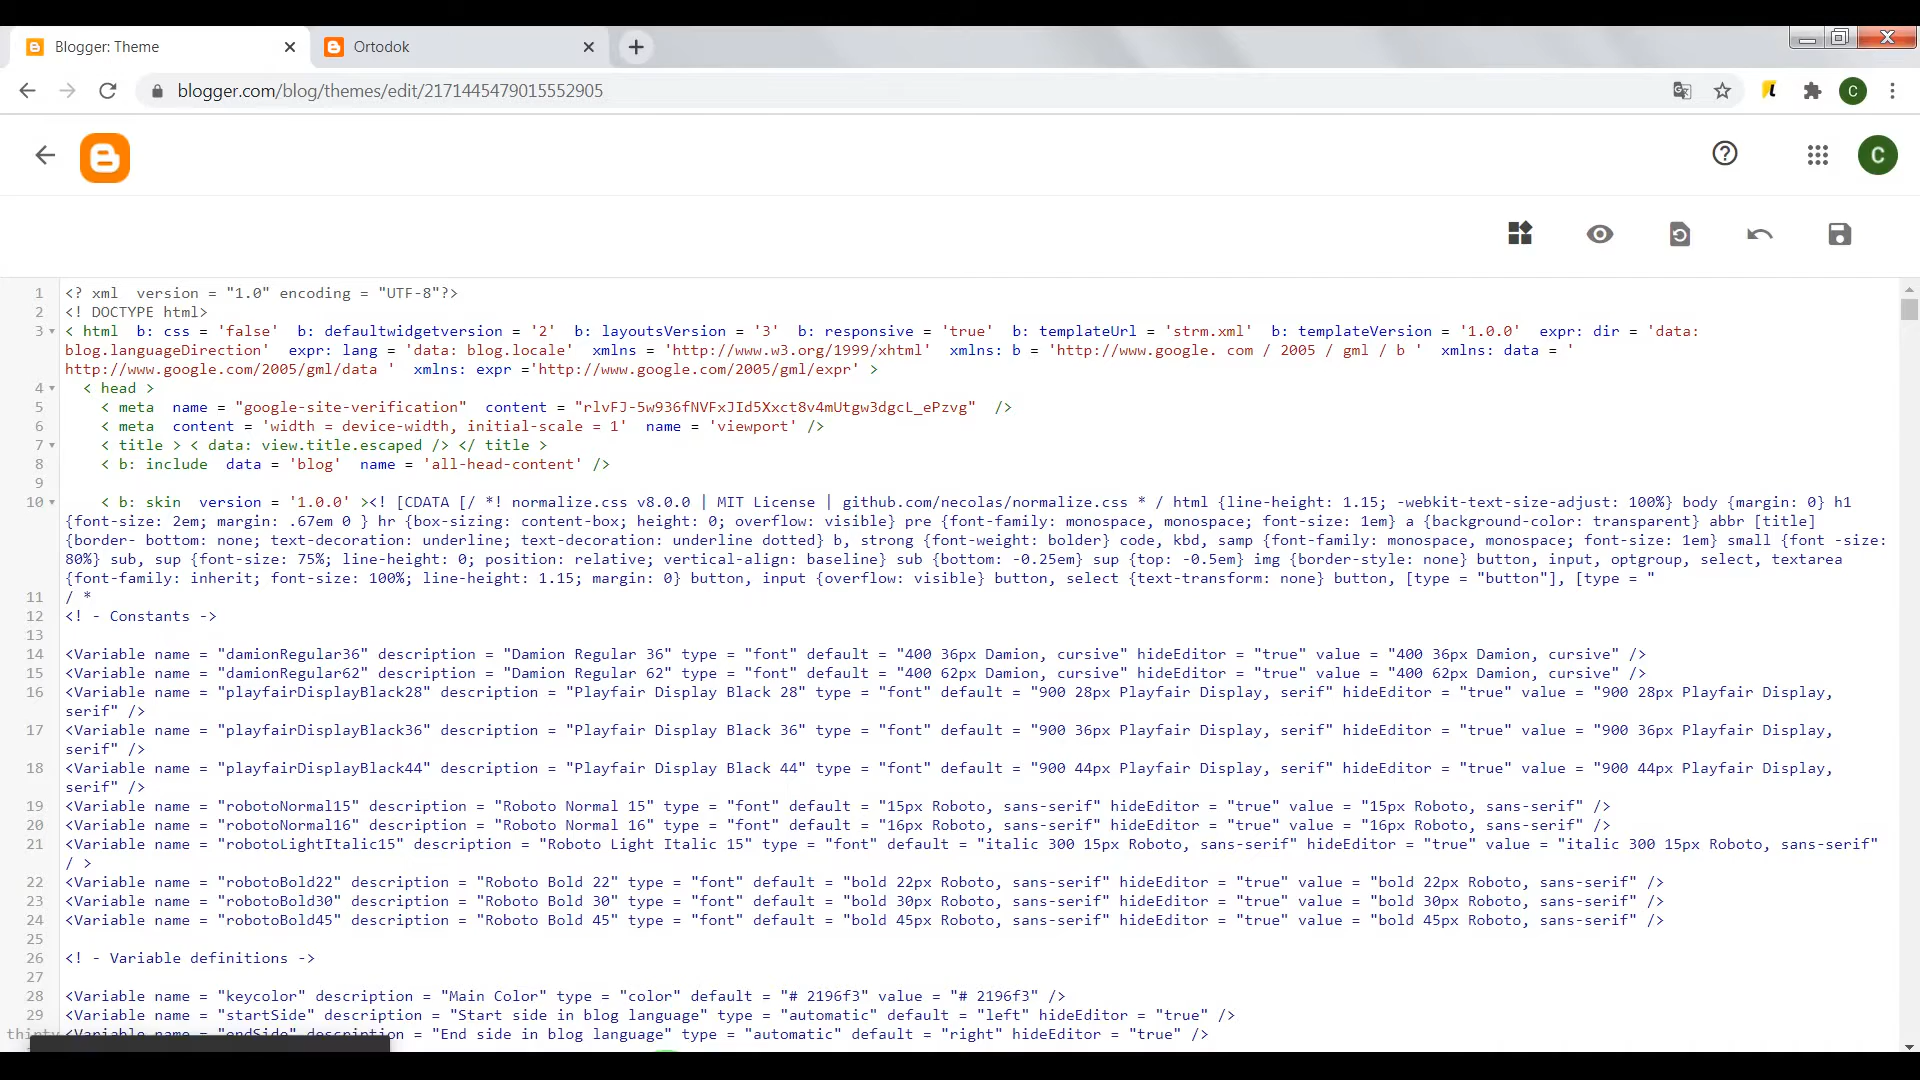 Blogger: Theme
Ortodok
blogger.com/blog/themes/edit/2171445479015552905
C
C
1 <? xml version = "1.0" encoding = "UTF-8"?>
2 <! DOCTYPE html>
3 < html b: css = 'false' b: defaultwidgetversion = '2' b: layoutsVersion = '3' b: responsive = 'true' b: templateUrl = 'strm.xml' b: templateVersion = '1.0.0' expr: dir = 'data:
blog.languageDirection' expr: lang = 'data: blog.locale' xmlns = 'http://www.w3.org/1999/xhtml' xmlns: b = 'http://www.google. com / 2005 / gml / b ' xmlns: data = '
http://www.google.com/2005/gml/data ' xmlns: expr ='http://www.google.com/2005/gml/expr' >
4 < head >
5 < meta name = "google-site-verification" content = "rlvFJ-5w936fNVFxJId5Xxct8v4mUtgw3dgcL_ePzvg" />
6 < meta content = 'width = device-width, initial-scale = 1' name = 'viewport' />
7 < title > < data: view.title.escaped /> </ title >
8 < b: include data = 'blog' name = 'all-head-content' />
9
10 < b: skin version = '1.0.0' ><! [CDATA [/ *! normalize.css v8.0.0 | MIT License | github.com/necolas/normalize.css * / html {line-height: 1.15; -webkit-text-size-adjust: 100%} body {margin: 0} h1
{font-size: 2em; margin: .67em 0 } hr {box-sizing: content-box; height: 0; overflow: visible} pre {font-family: monospace, monospace; font-size: 1em} a {background-color: transparent} abbr [title]
{border- bottom: none; text-decoration: underline; text-decoration: underline dotted} b, strong {font-weight: bolder} code, kbd, samp {font-family: monospace, monospace; font-size: 1em} small {font -size:
80%} sub, sup {font-size: 75%; line-height: 0; position: relative; vertical-align: baseline} sub {bottom: -0.25em} sup {top: -0.5em} img {border-style: none} button, input, optgroup, select, textarea
{font-family: inherit; font-size: 100%; line-height: 1.15; margin: 0} button, input {overflow: visible} button, select {text-transform: none} button, [type = "button"], [type = "
11 / *
12 <! - Constants ->
13
14 <Variable name = "damionRegular36" description = "Damion Regular 36" type = "font" default = "400 36px Damion, cursive" hideEditor = "true" value = "400 36px Damion, cursive" />
15 <Variable name = "damionRegular62" description = "Damion Regular 62" type = "font" default = "400 62px Damion, cursive" hideEditor = "true" value = "400 62px Damion, cursive" />
16 <Variable name = "playfairDisplayBlack28" description = "Playfair Display Black 28" type = "font" default = "900 28px Playfair Display, serif" hideEditor = "true" value = "900 28px Playfair Display,
serif" />
17 <Variable name = "playfairDisplayBlack36" description = "Playfair Display Black 36" type = "font" default = "900 36px Playfair Display, serif" hideEditor = "true" value = "900 36px Playfair Display,
serif" />
18 <Variable name = "playfairDisplayBlack44" description = "Playfair Display Black 44" type = "font" default = "900 44px Playfair Display, serif" hideEditor = "true" value = "900 44px Playfair Display,
serif" />
19 <Variable name = "robotoNormal15" description = "Roboto Normal 15" type = "font" default = "15px Roboto, sans-serif" hideEditor = "true" value = "15px Roboto, sans-serif" />
20 <Variable name = "robotoNormal16" description = "Roboto Normal 16" type = "font" default = "16px Roboto, sans-serif" hideEditor = "true" value = "16px Roboto, sans-serif" />
21 <Variable name = "robotoLightItalic15" description = "Roboto Light Italic 15" type = "font" default = "italic 300 15px Roboto, sans-serif" hideEditor = "true" value = "italic 300 15px Roboto, sans-serif"
/ >
22 <Variable name = "robotoBold22" description = "Roboto Bold 22" type = "font" default = "bold 22px Roboto, sans-serif" hideEditor = "true" value = "bold 22px Roboto, sans-serif" />
23 <Variable name = "robotoBold30" description = "Roboto Bold 30" type = "font" default = "bold 30px Roboto, sans-serif" hideEditor = "true" value = "bold 30px Roboto, sans-serif" />
24 <Variable name = "robotoBold45" description = "Roboto Bold 45" type = "font" default = "bold 45px Roboto, sans-serif" hideEditor = "true" value = "bold 45px Roboto, sans-serif" />
25
26 <! - Variable definitions ->
27
28 <Variable name = "keycolor" description = "Main Color" type = "color" default = "# 2196f3" value = "# 2196f3" />
29 <Variable name = "startSide" description = "Start side in blog language" type = "automatic" default = "left" hideEditor = "true" />
thirty <Variable name = "endSide" description = "End side in blog language" type = "automatic" default = "right" hideEditor = "true" />